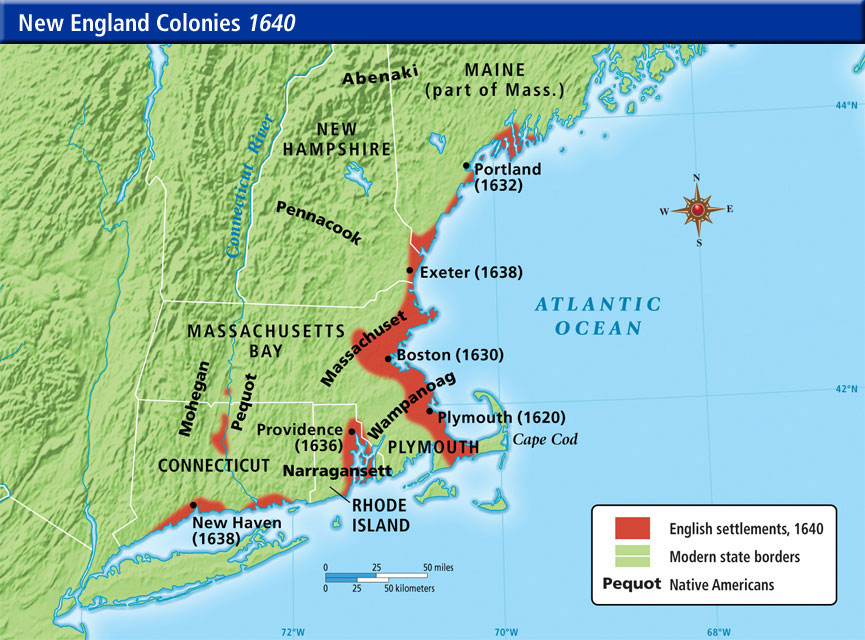 New England Colonies 1640
Abenaki
MAINE
(part of Mass.)
44°N
NEW
HAMPSHIRE
Connecticut River
Portland
(1632)
N
W
E
S
Pennacook
Exeter (1638)
ATLANTIC
OCEAN
MASSACHUSETTS
BAY
Massachuset
Boston (1630)
Mohegan
Pequot
Wampanoag
42°N
Plymouth (1620)
Providence
(1636)
PLYMOUTH
Cape Cod
CONNECTICUT
Narragansett
RHODE
ISLAND
New Haven
(1638)
0
25
50 miles
0
25
50 kilometers
English settlements, 1640
Modern state borders
Pequot Native Americans
72°W
70°W
68°W